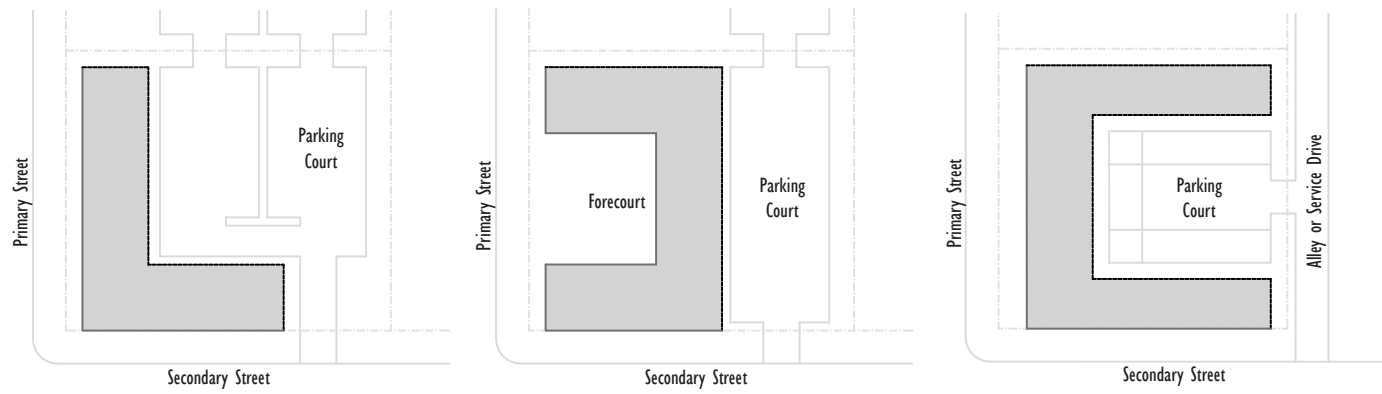 Primary Street
Parking
Court
Secondary Street
Primary Street
Forecourt
Parking
Court
Secondary Street
Primary Street
Parking
Court
Alley or Service Drive
Secondary Street